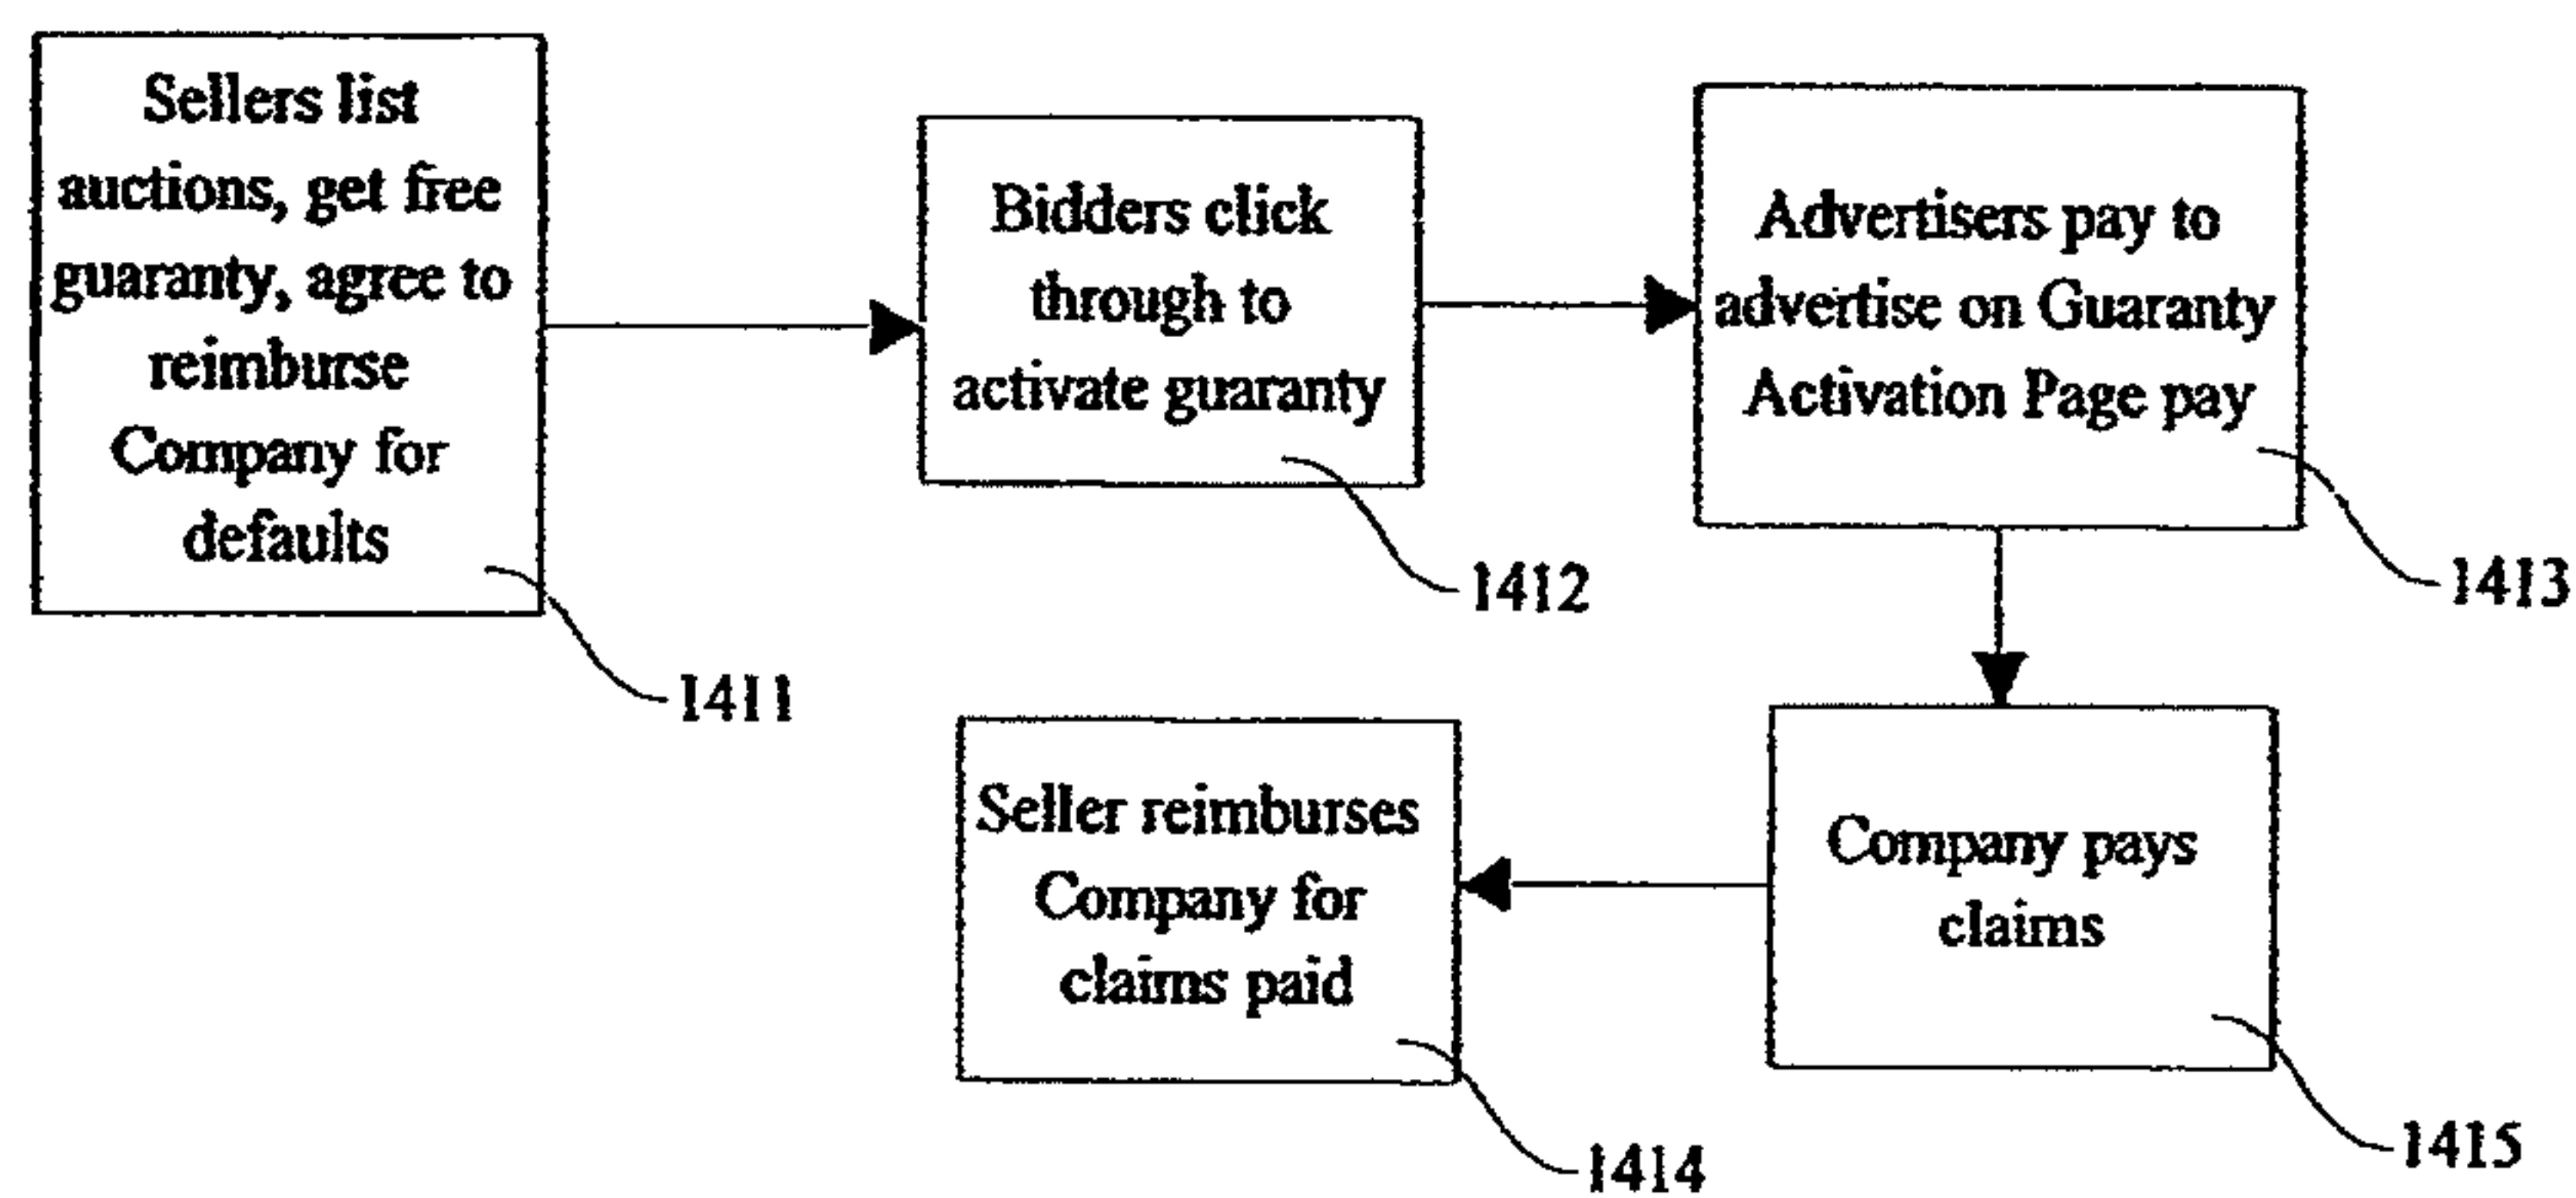 Sellers list
auctions, get free
guaranty, agree to
reimburse
Company for
defaults
1411
Bidders click
through to
activate guaranty
1412
Advertisers pay to
advertise on Guaranty
Activation Page pay
1413
Company pays
claims
1415
Seller reimburses
Company for
claims paid
1414